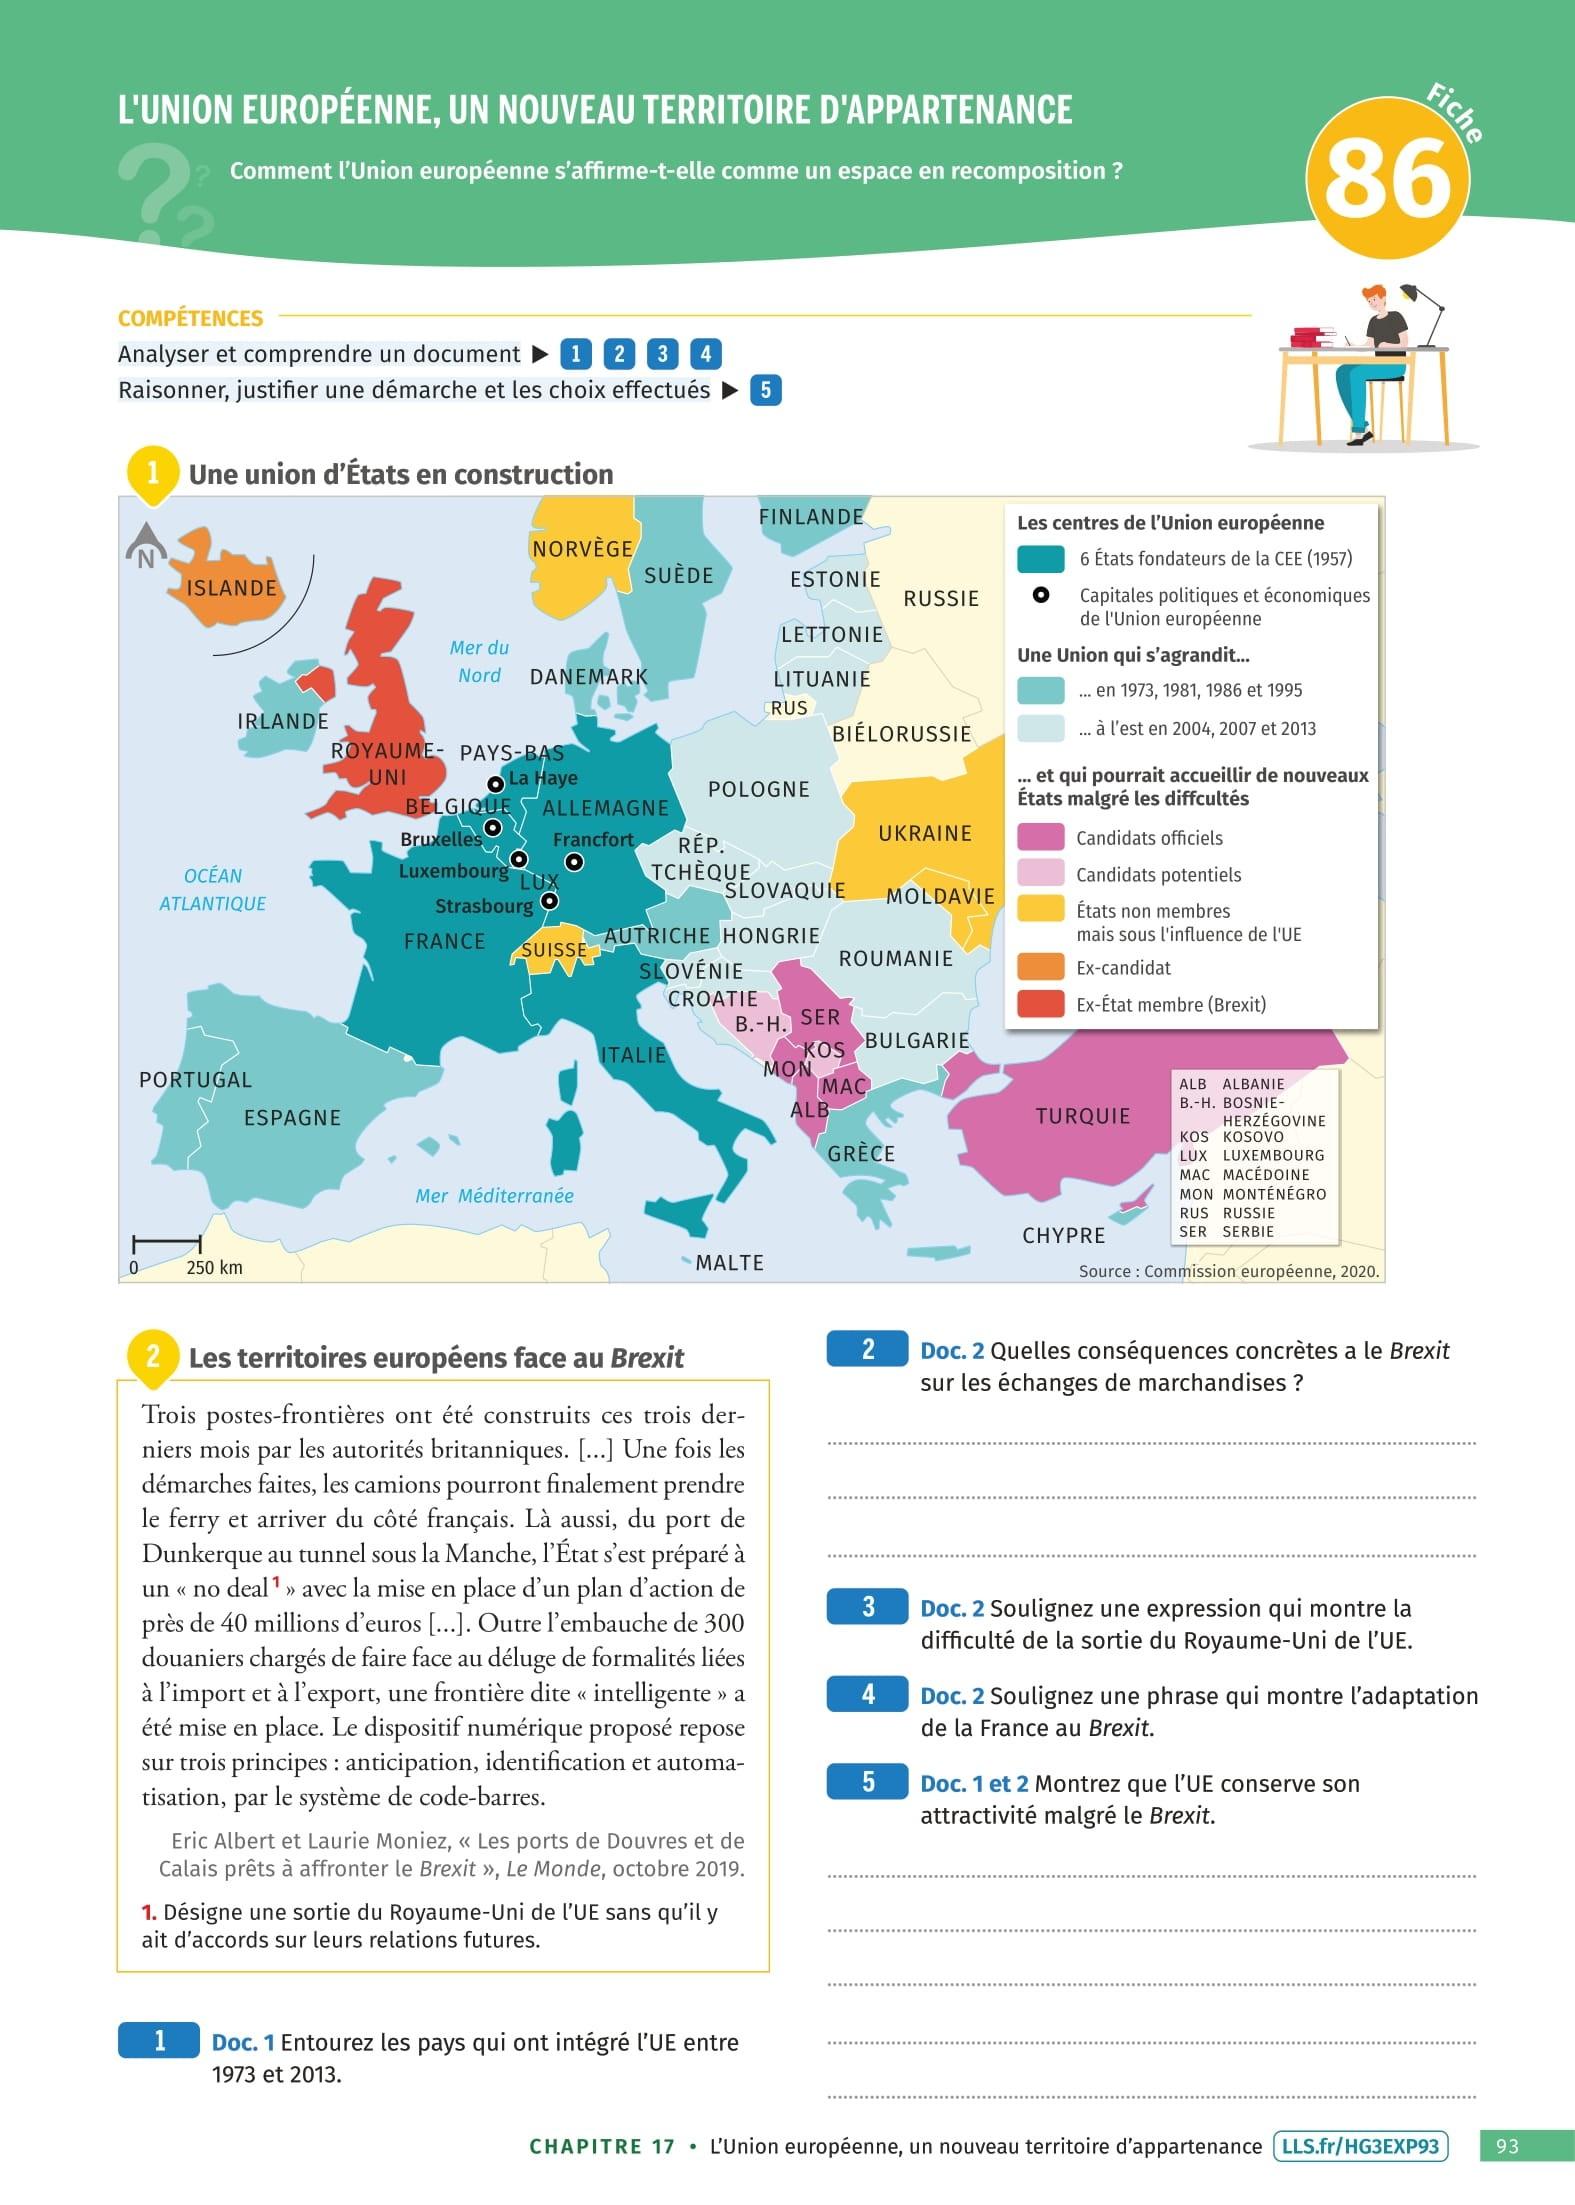 L'UNION EUROPÉENNE, UN NOUVEAU TERRITOIRE D'APPARTENANCE
Comment l'Union européenne s'affirme-t-elle comme un espace en recomposition ?
Fiche
86
COMPÉTENCES
Analyser et comprendre un document ▶ 1 2 3 4
Raisonner, justifier une démarche et les choix effectués ▶ 5
1 Une union d'États en construction
N
ISLANDE
NORVÈGE
SUÈDE
FINLANDE
ESTONIE
RUSSIE
LETTONIE
LITUANIE
RUS
BIÉLORUSSIE
Mer du
Nord
DANEMARK
IRLANDE
ROYAUME-
UNI
PAYS-BAS
La Haye
BELGIQUE
ALLEMAGNE
POLOGNE
Bruxelles
Francfort
UKRAINE
RÉP.
TCHÈQUE
Luxembourg
LUX
SLOVAQUIE
MOLDAVIE
OCÉAN
ATLANTIQUE
Strasbourg
FRANCE
SUISSE
AUTRICHE
HONGRIE
ROUMANIE
SLOVÉNIE
CROATIE
B.-H.
SER
KOS
BULGARIE
MON
MAC
ALB
ITALIE
PORTUGAL
ESPAGNE
GRÈCE
TURQUIE
Mer Méditerranée
CHYPRE
MALTE
0 250 km
Les centres de l'Union européenne
6 États fondateurs de la CEE (1957)
Capitales politiques et économiques
de l'Union européenne
Une Union qui s'agrandit...
... en 1973, 1981, 1986 et 1995
... à l'est en 2004, 2007 et 2013
... et qui pourrait accueillir de nouveaux
États malgré les diffcultés
Candidats officiels
Candidats potentiels
États non membres
mais sous l'influence de l'UE
Ex-candidat
Ex-État membre (Brexit)
ALB ALBANIE
B.-H. BOSNIE-
HERZÉGOVINE
KOS KOSOVO
LUX LUXEMBOURG
MAC MACÉDOINE
MON MONTÉNÉGRO
RUS RUSSIE
SER SERBIE
Source : Commission européenne, 2020.
2 Les territoires européens face au Brexit
Trois postes-frontières ont été construits ces trois der-
niers mois par les autorités britanniques. [...] Une fois les
démarches faites, les camions pourront finalement prendre
le ferry et arriver du côté français. Là aussi, du port de
Dunkerque au tunnel sous la Manche, l'État s'est préparé à
un « no deal¹ » avec la mise en place d'un plan d'action de
près de 40 millions d'euros [...]. Outre l'embauche de 300
douaniers chargés de faire face au déluge de formalités liées
à l'import et à l'export, une frontière dite « intelligente » a
été mise en place. Le dispositif numérique proposé repose
sur trois principes : anticipation, identification et automa-
tisation, par le système de code-barres.
Eric Albert et Laurie Moniez, « Les ports de Douvres et de
Calais prêts à affronter le Brexit », Le Monde, octobre 2019.
1. Désigne une sortie du Royaume-Uni de l'UE sans qu'il y
ait d'accords sur leurs relations futures.
1 Doc. 1 Entourez les pays qui ont intégré l'UE entre
1973 et 2013.
2 Doc. 2 Quelles conséquences concrètes a le Brexit
sur les échanges de marchandises ?
3 Doc. 2 Soulignez une expression qui montre la
difficulté de la sortie du Royaume-Uni de l'UE.
4 Doc. 2 Soulignez une phrase qui montre l'adaptation
de la France au Brexit.
5 Doc. 1 et 2 Montrez que l'UE conserve son
attractivité malgré le Brexit.
CHAPITRE 17 • L'Union européenne, un nouveau territoire d'appartenance LLS.fr/HG3EXP93 93